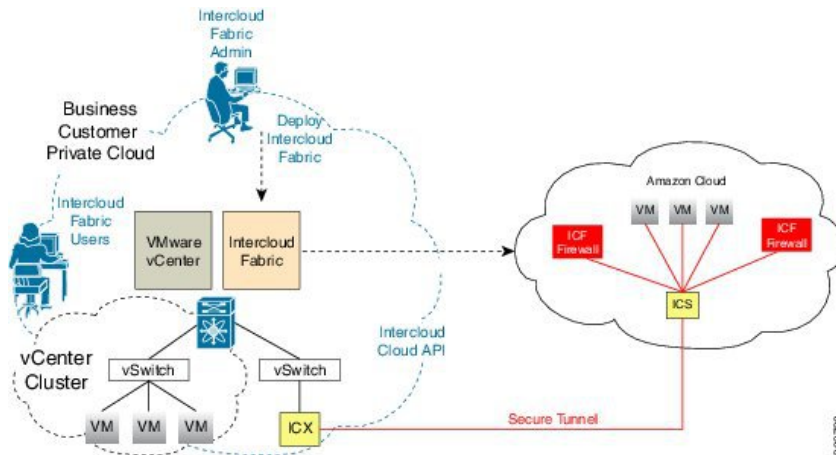 Intercloud
Fabric
Admin
Business
Customer
Private Cloud
Deploy
Intercloud
Fabric
Intercloud
Fabric
Users
VMware
vCenter
Intercloud
Fabric
Amazon Cloud
VM
VM
VM
ICF
Firewall
ICF
Firewall
ICS
Intercloud
Cloud API
vCenter
Cluster
vSwitch
vSwitch
VM
VM
VM
ICX
Secure Tunnel